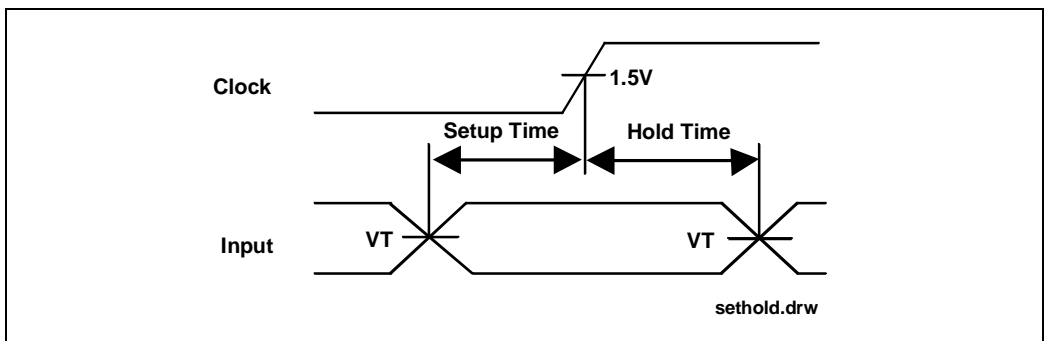 Clock
1.5V
Setup Time
Hold Time
Input
VT
VT
sethold.drw